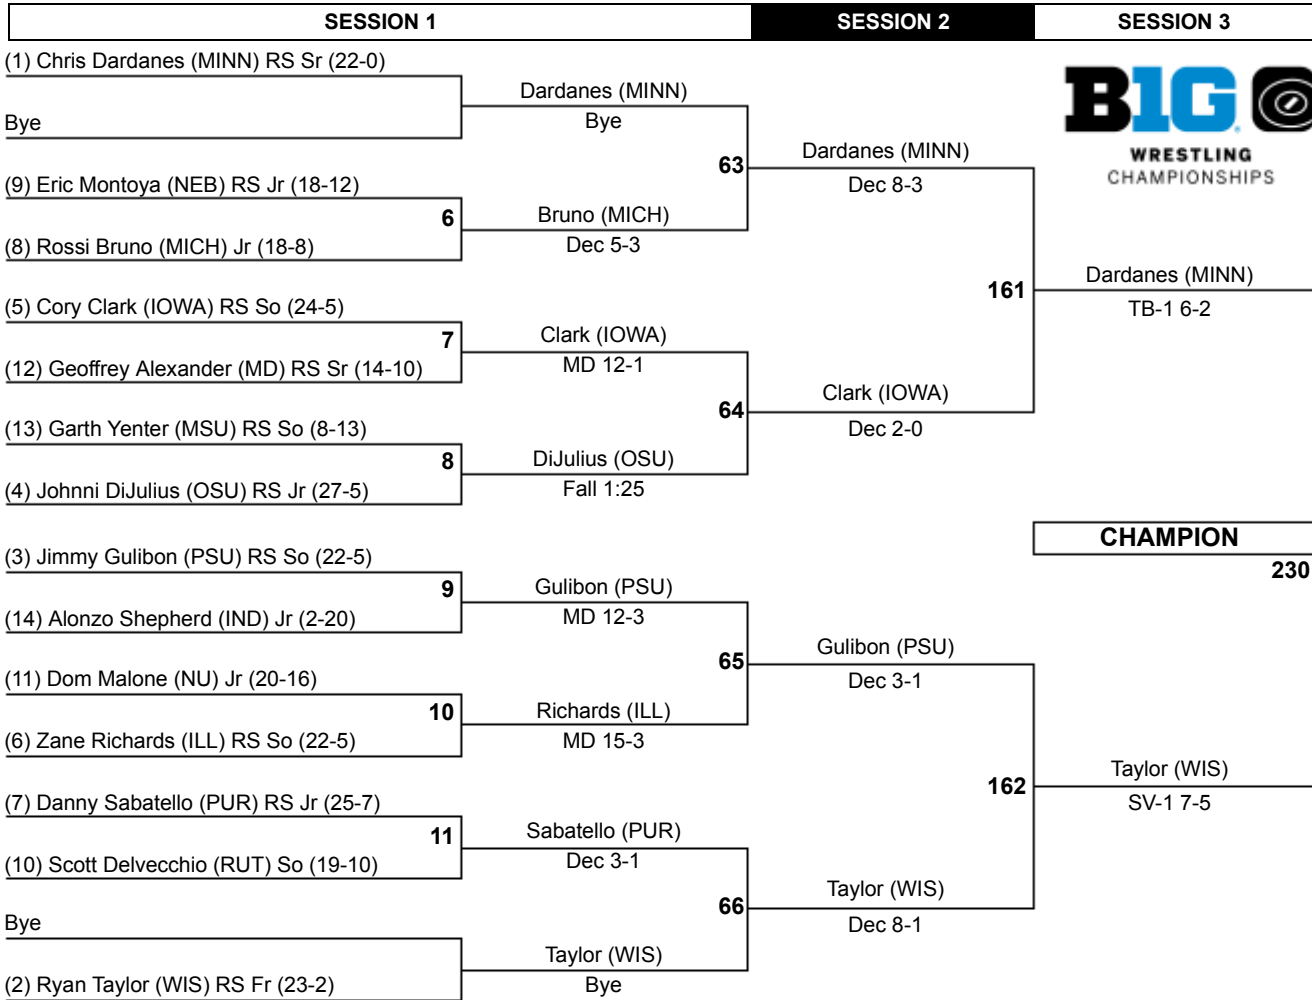 SESSION 1
SESSION 2
SESSION 3
(1) Chris Dardanes (MINN) RS Sr (22-0)
Bye
(9) Eric Montoya (NEB) RS Jr (18-12)
(8) Rossi Bruno (MICH) Jr (18-8)
(5) Cory Clark (IOWA) RS So (24-5)
(12) Geoffrey Alexander (MD) RS Sr (14-10)
(13) Garth Yenter (MSU) RS So (8-13)
(4) Johnni DiJulius (OSU) RS Jr (27-5)
(3) Jimmy Gulibon (PSU) RS So (22-5)
(14) Alonzo Shepherd (IND) Jr (2-20)
(11) Dom Malone (NU) Jr (20-16)
(6) Zane Richards (ILL) RS So (22-5)
(7) Danny Sabatello (PUR) RS Jr (25-7)
(10) Scott Delvecchio (RUT) So (19-10)
Bye
(2) Ryan Taylor (WIS) RS Fr (23-2)
6
7
8
9
10
11
Dardanes (MINN)
Bye
Bruno (MICH)
Dec 5-3
Clark (IOWA)
MD 12-1
DiJulius (OSU)
Fall 1:25
Gulibon (PSU)
MD 12-3
Richards (ILL)
MD 15-3
Sabatello (PUR)
Dec 3-1
Taylor (WIS)
Bye
63
64
65
66
Dardanes (MINN)
Dec 8-3
Clark (IOWA)
Dec 2-0
Gulibon (PSU)
Dec 3-1
Taylor (WIS)
Dec 8-1
161
162
B1G
WRESTLING
CHAMPIONSHIPS
Dardanes (MINN)
TB-1 6-2
CHAMPION
230
Taylor (WIS)
SV-1 7-5